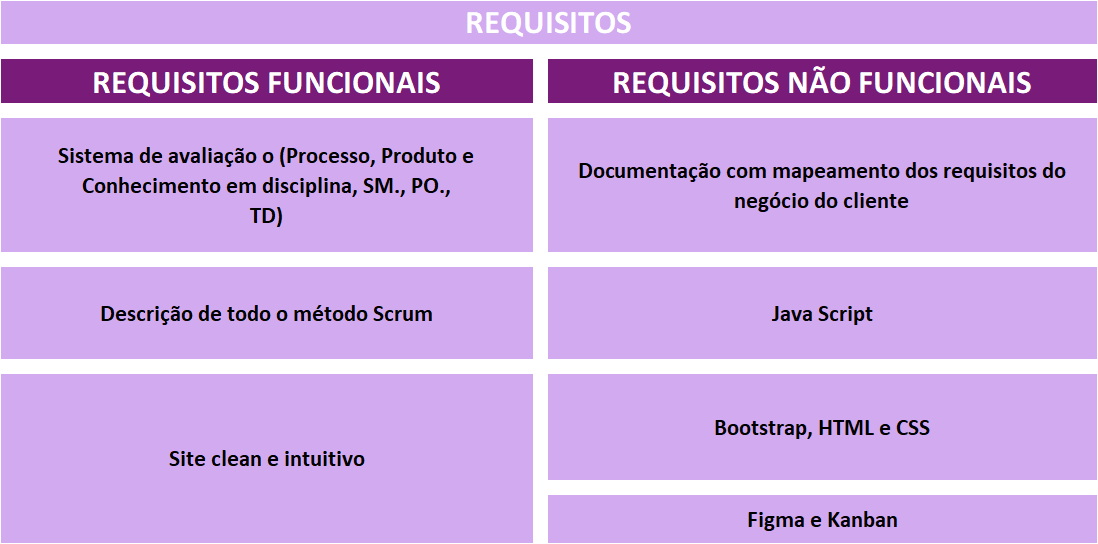 REQUISITOS
REQUISITOS FUNCIONAIS
REQUISITOS NÃO FUNCIONAIS
Sistema de avaliação o (Processo, Produto e
Conhecimento em disciplina, SM., PO.,
TD)
Documentação com mapeamento dos requisitos do
negócio do cliente
Descrição de todo o método Scrum
Java Script
Site clean e intuitivo
Bootstrap, HTML e CSS
Figma e Kanban